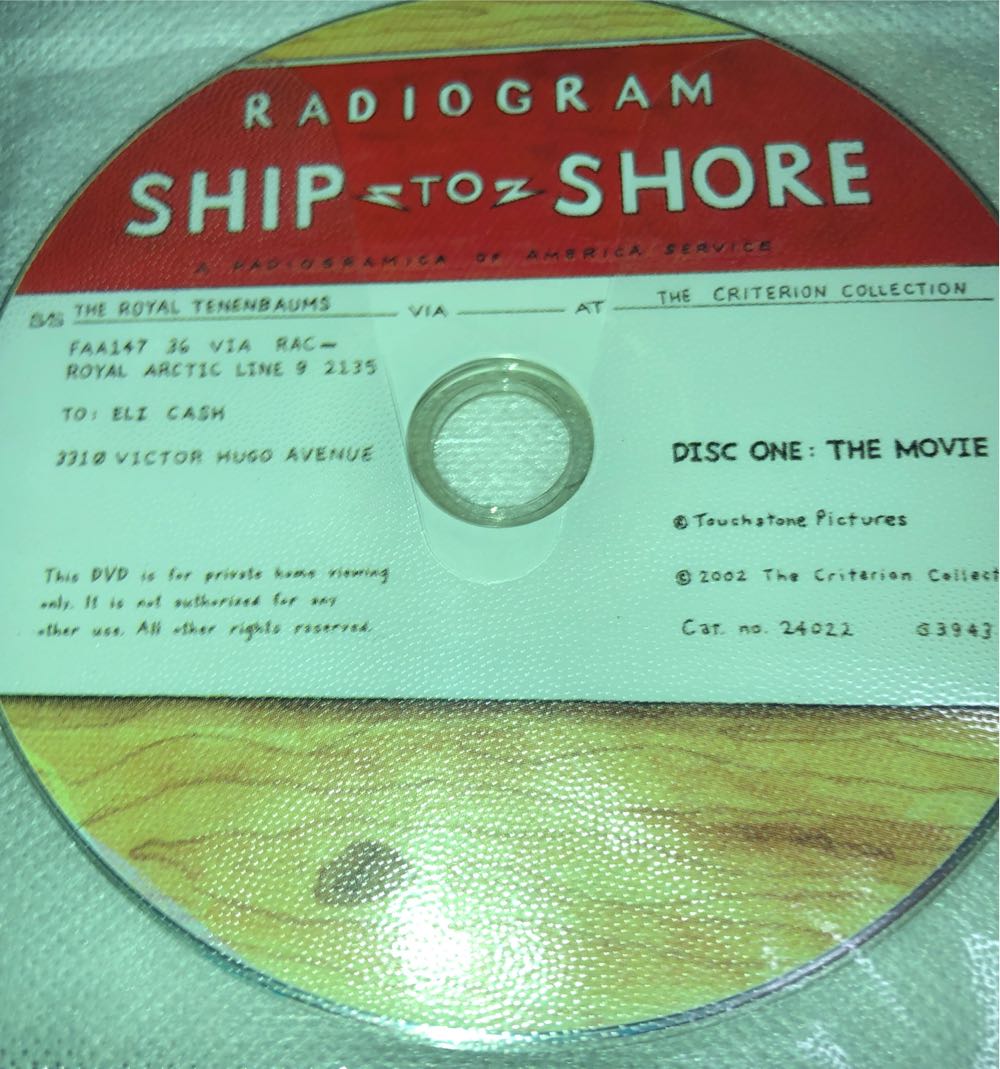 RADIOGRAM
SHIP TO SHORE
A RADIOGRAMICA OF AMERICA SERVICE
S/S THE ROYAL TENENBAUMS VIA AT THE CRITERION COLLECTION
FAA147 36 VIA RAC—
ROYAL ARCTIC LINE 9 2135
TO: ELI CASH
3310 VICTOR HUGO AVENUE
DISC ONE: THE MOVIE
© Touchstone Pictures
© 2002 The Criterion Collect
Cat. no. 24022 G3943
This DVD is for private home viewing
only. It is not authorized for any
other use. All other rights reserved.